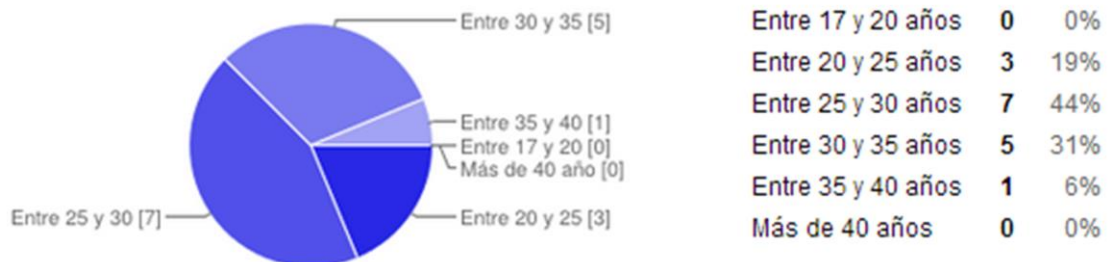 Entre 30 y 35 [5]
Entre 35 y 40 [1]
Entre 17 y 20 [0]
Más de 40 año [0]
Entre 25 y 30 [7]
Entre 20 y 25 [3]
Entre 17 y 20 años 0 0%
Entre 20 y 25 años 3 19%
Entre 25 y 30 años 7 44%
Entre 30 y 35 años 5 31%
Entre 35 y 40 años 1 6%
Más de 40 años 0 0%